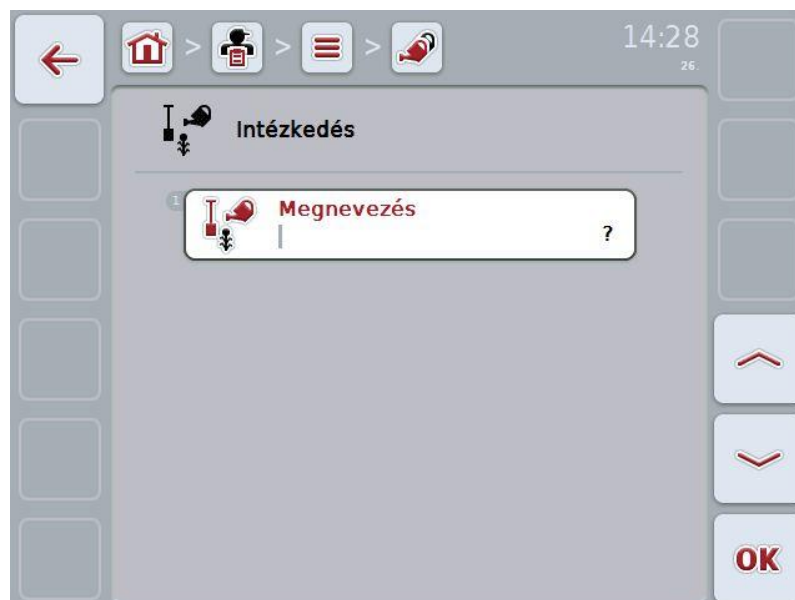 > > >
14:28
26.
Intézkedés
1
Megnevezés
?
OK